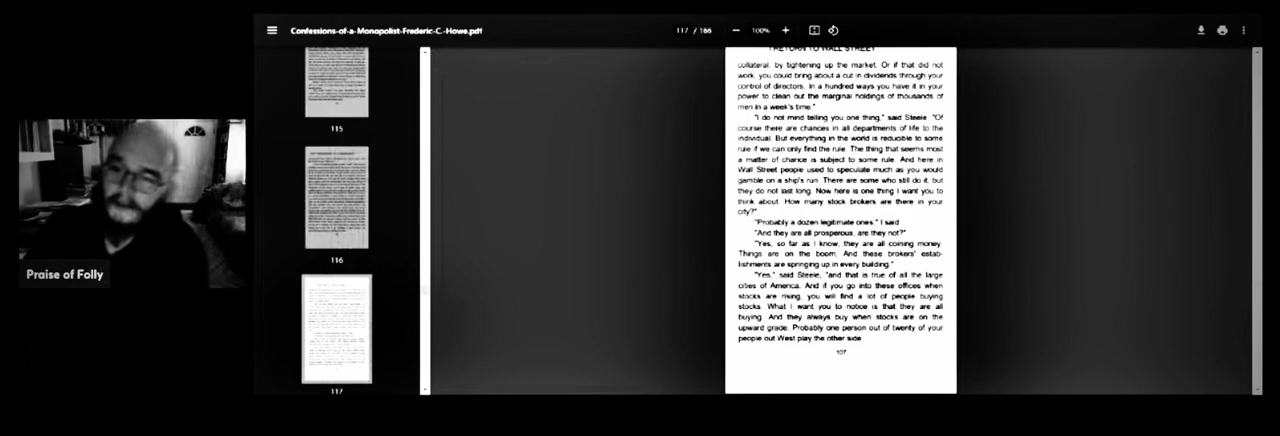 Confessions-of-a-Monopolist-Frederic-C.-Howe.pdf
117 / 166
100%
115
116
117
Praise of Folly
I RETURN TO WALL STREET
collateral, by tightening up the market. Or if that did not
work, you could bring about a cut in dividends through your
control of directors. In a hundred ways you have it in your
power to clean out the marginal holdings of thousands of
men in a week's time."
"I do not mind telling you one thing," said Steele. "Of
course there are chances in all departments of life to the
individual. But everything in the world is reducible to some
rule if we can only find the rule. The thing that seems most
a matter of chance is subject to some rule. And here in
Wall Street people used to speculate much as you would
gamble on a ship's run. There are some who still do it, but
they do not last long. Now here is one thing I want you to
think about. How many stock brokers are there in your
city?"
"Probably a dozen legitimate ones." I said
"And they are all prosperous, are they not?"
"Yes, so far as I know, they are all coining money.
Things are on the boom. And these brokers' estab-
lishments are springing up in every building."
"Yes," said Steele, "and that is true of all the large
cities of America. And if you go into these offices when
stocks are rising, you will find a lot of people buying
stocks. What I want you to notice is that they are all
buying. And they always buy when stocks are on the
upward grade. Probably one person out of twenty of your
people out West play the other side
107